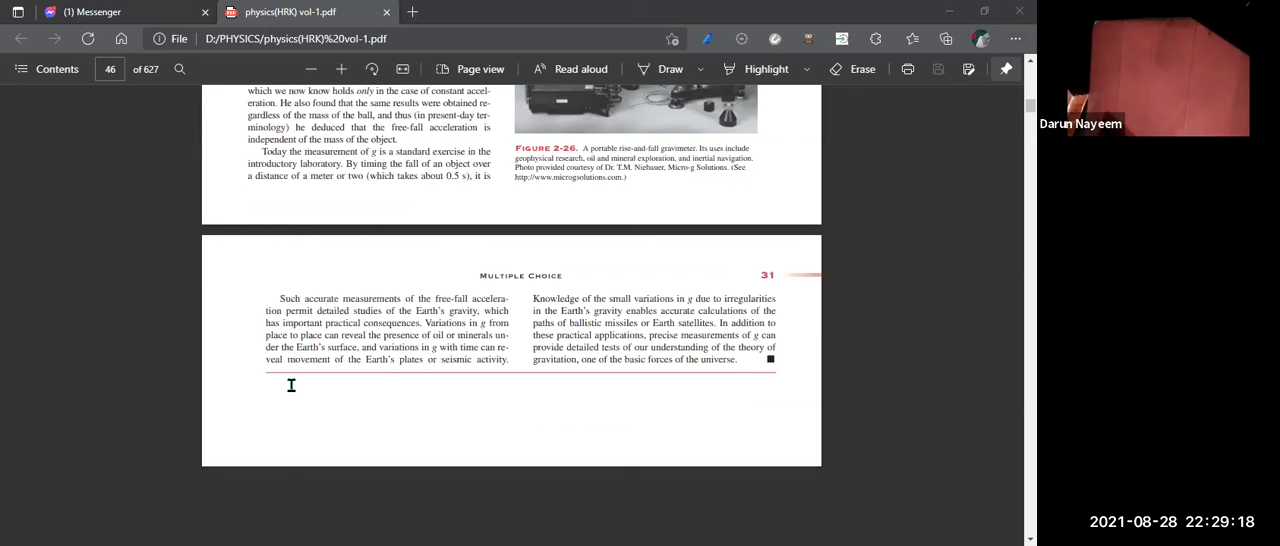 (1) Messenger
physics(HRK) vol-1.pdf
File
D:/PHYSICS/physics(HRK)%20vol-1.pdf
Contents
46
of 627
Page view
Read aloud
Draw
Highlight
Erase
Darun Nayeem
which we now know holds only in the case of constant accel-
eration. He also found that the same results were obtained re-
gardless of the mass of the ball, and thus (in present-day ter-
minology) he deduced that the free-fall acceleration is
independent of the mass of the object.
Today the measurement of g is a standard exercise in the
introductory laboratory. By timing the fall of an object over
a distance of a meter or two (which takes about 0.5 s), it is
FIGURE 2-26. A portable rise-and-fall gravimeter. Its uses include
geophysical research, oil and mineral exploration, and inertial navigation.
Photo provided courtesy of Dr. T.M. Niebauer, Micro-g Solutions. (See
http://www.microgsolutions.com.)
MULTIPLE CHOICE
31
Such accurate measurements of the free-fall accelera-
tion permit detailed studies of the Earth's gravity, which
has important practical consequences. Variations in g from
place to place can reveal the presence of oil or minerals un-
der the Earth's surface, and variations in g with time can re-
veal movement of the Earth's plates or seismic activity.
Knowledge of the small variations in g due to irregularities
in the Earth's gravity enables accurate calculations of the
paths of ballistic missiles or Earth satellites. In addition to
these practical applications, precise measurements of g can
provide detailed tests of our understanding of the theory of
gravitation, one of the basic forces of the universe.
2021-08-28 22:29:18